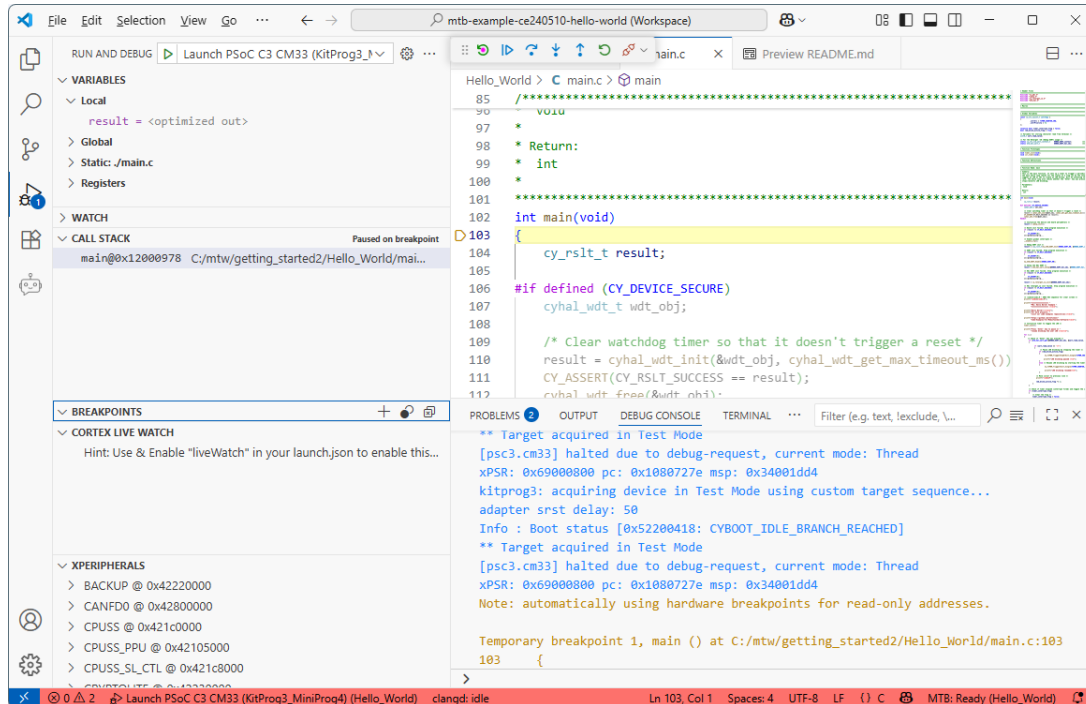 File Edit Selection View Go ··· mtb-example-ce240510-hello-world (Workspace)
RUN AND DEBUG Launch PSoC C3 CM33 (KitProg3_M ···
main.c
Preview README.md
Hello_World > C main.c > main
VARIABLES
Local
result = <optimized out>
Global
Static: ./main.c
Registers
WATCH
CALL STACK Paused on breakpoint
main@0x12000978 C:/mtw/getting_started2/Hello_World/mai...
BREAKPOINTS
CORTEX LIVE WATCH
Hint: Use & Enable "liveWatch" in your launch.json to enable this...
XPERIPHERALS
BACKUP @ 0x42220000
CANFD0 @ 0x42800000
CPUSS @ 0x421c0000
CPUSS_PPU @ 0x42105000
CPUSS_SL_CTL @ 0x421c8000
CRYPTOLITE @ 0x42230000
1
85 /*********************************************************************
96 * void
97 *
98 * Return:
99 * int
100 *
101 *********************************************************************
102 int main(void)
103 {
104 cy_rslt_t result;
105
106 #if defined (CY_DEVICE_SECURE)
107 cyhal_wdt_t wdt_obj;
108
109 /* Clear watchdog timer so that it doesn't trigger a reset */
110 result = cyhal_wdt_init(&wdt_obj, cyhal_wdt_get_max_timeout_ms())
111 CY_ASSERT(CY_RSLT_SUCCESS == result);
112 cyhal_wdt_free(&wdt_obj);
PROBLEMS 2 OUTPUT DEBUG CONSOLE TERMINAL ··· Filter (e.g. text, !exclude, \...
** Target acquired in Test Mode
[psc3.cm33] halted due to debug-request, current mode: Thread
xPSR: 0x69000800 pc: 0x1080727e msp: 0x34001dd4
kitprog3: acquiring device in Test Mode using custom target sequence...
adapter srst delay: 50
Info : Boot status [0x52200418: CYBOOT_IDLE_BRANCH_REACHED]
** Target acquired in Test Mode
[psc3.cm33] halted due to debug-request, current mode: Thread
xPSR: 0x69000800 pc: 0x1080727e msp: 0x34001dd4
Note: automatically using hardware breakpoints for read-only addresses.
Temporary breakpoint 1, main () at C:/mtw/getting_started2/Hello_World/main.c:103
103 {
>
0 2 Launch PSoC C3 CM33 (KitProg3_MiniProg4) (Hello_World) clangd: idle Ln 103, Col 1 Spaces: 4 UTF-8 LF {} C MTB: Ready (Hello_World)